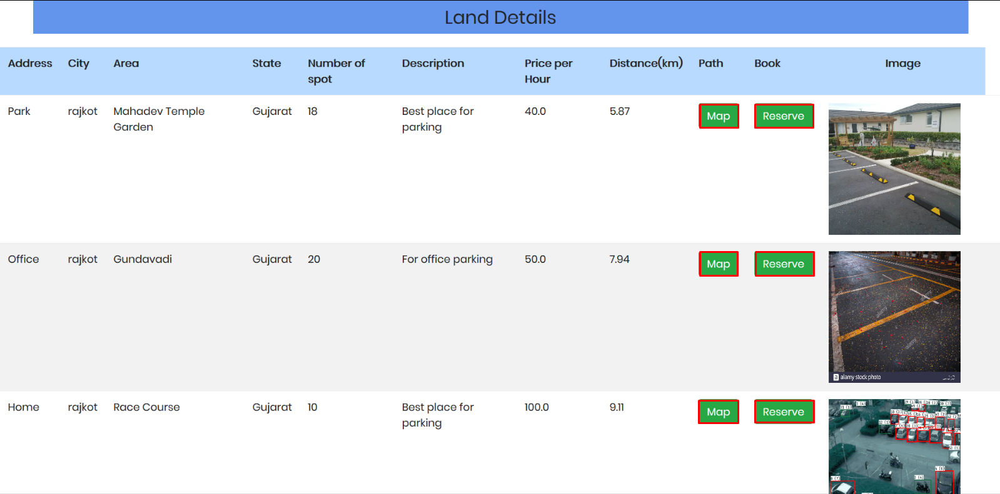 Land Details
Address City Area State Number of spot Description Price per Hour Distance(km) Path Book Image
Park rajkot Mahadev Temple Garden Gujarat 18 Best place for parking 40.0 5.87 Map Reserve
Office rajkot Gundavadi Gujarat 20 For office parking 50.0 7.94 Map Reserve
alamy
alamy
alamy
a alamy stock photo
Home rajkot Race Course Gujarat 10 Best place for parking 100.0 9.11 Map Reserve